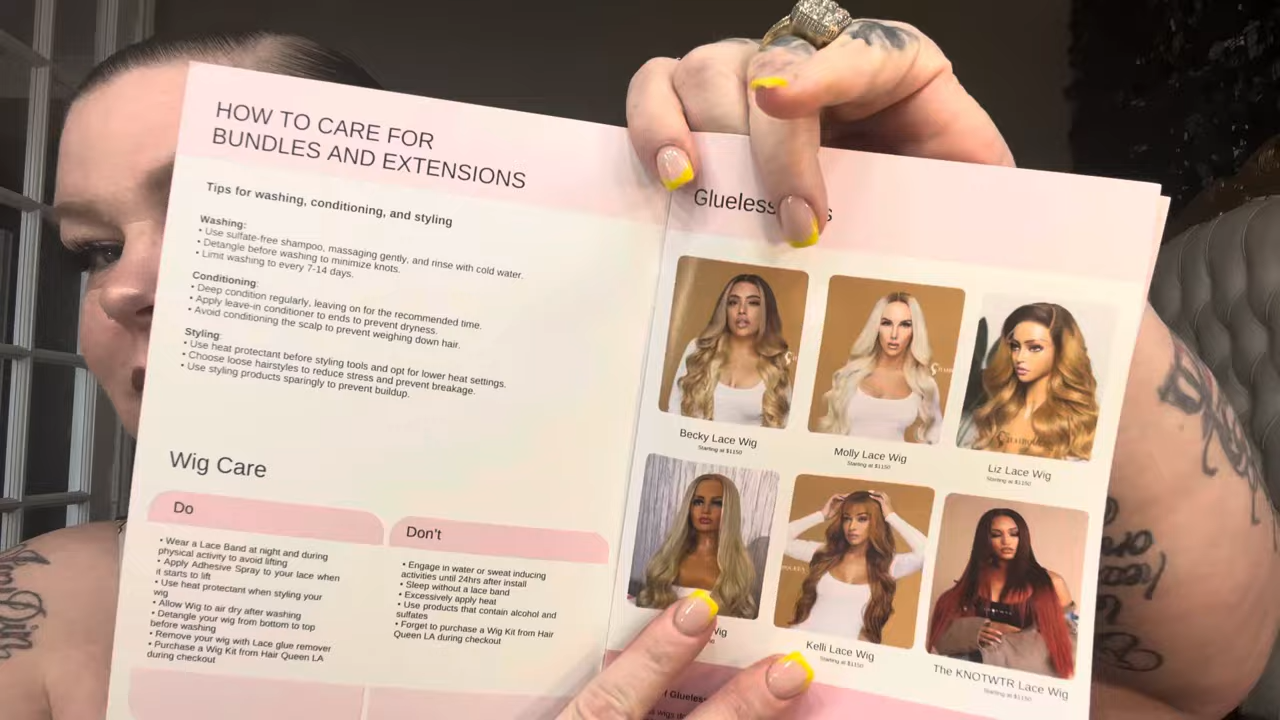 HOW TO CARE FOR
BUNDLES AND EXTENSIONS
Tips for washing, conditioning, and styling
Washing:
• Use sulfate-free shampoo, massaging gently, and rinse with cold water.
• Detangle before washing to minimize knots.
• Limit washing to every 7-14 days.
Conditioning:
• Deep condition regularly, leaving on for the recommended time.
• Apply leave-in conditioner to ends to prevent dryness.
• Avoid conditioning the scalp to prevent weighing down hair.
Styling:
• Use heat protectant before styling tools and opt for lower heat settings.
• Choose loose hairstyles to reduce stress and prevent breakage.
• Use styling products sparingly to prevent buildup.
Wig Care
Do
• Wear a Lace Band at night and during
physical activity to avoid lifting
• Apply Adhesive Spray to your lace when
it starts to lift
• Use heat protectant when styling your
wig
• Allow Wig to air dry after washing
• Detangle your wig from bottom to top
before washing
• Remove your wig with Lace glue remover
• Purchase a Wig Kit from Hair Queen LA
during checkout
Don't
• Engage in water or sweat inducing
activities until 24hrs after install
• Sleep without a lace band
• Excessively apply heat
• Use products that contain alcohol and
sulfates
• Forget to purchase a Wig Kit from Hair
Queen LA during checkout
Glueless
Becky Lace Wig
Starting at $1150
Molly Lace Wig
Starting at $1150
Liz Lace Wig
Starting at $1150
Wig
Kelli Lace Wig
Starting at $1150
The KNOTWTR Lace Wig
Starting at $1150
Glueless